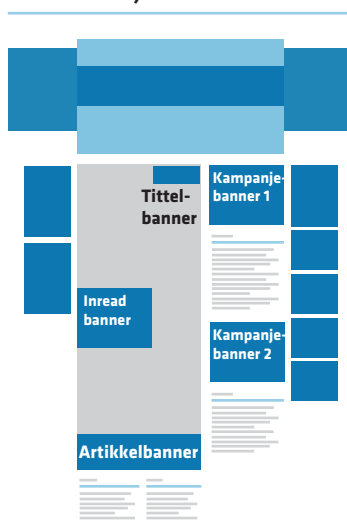 Tittel-
banner
Kampanje-
banner 1
Inread
banner
Kampanje-
banner 2
Artikkelbanner